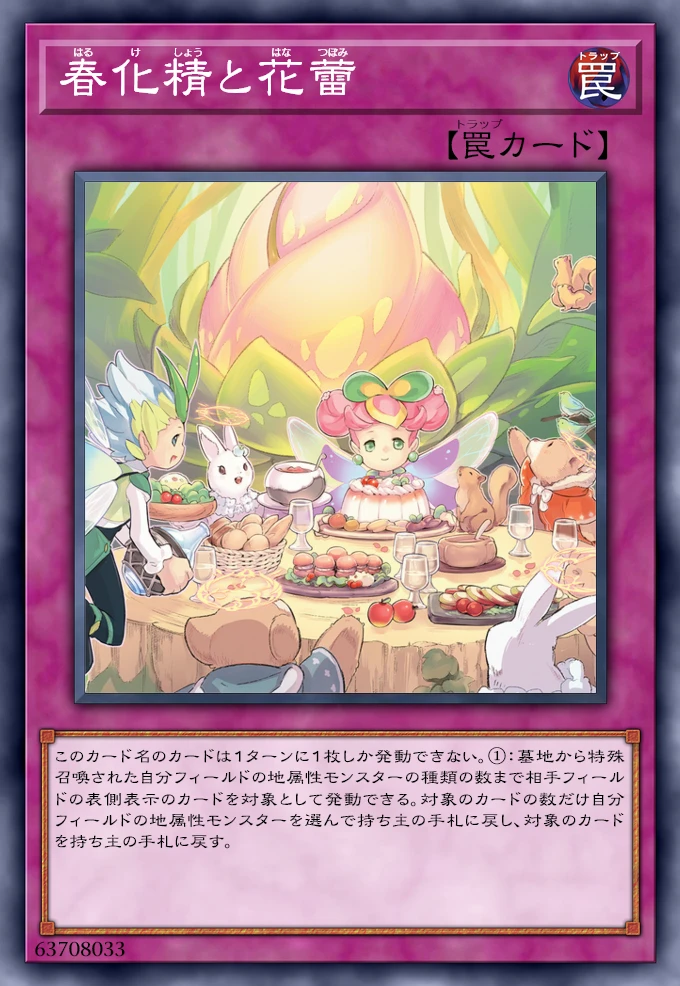 はる け しょう はな つぼみ
春化精と花蕾
トラップ
罠
トラップ
【罠カード】
このカード名のカードは1ターンに1枚しか発動できない。①:墓地から特殊
召喚された自分フィールドの地属性モンスターの種類の数まで相手フィール
ドの表側表示のカードを対象として発動できる。対象のカードの数だけ自分
フィールドの地属性モンスターを選んで持ち主の手札に戻し、対象のカード
を持ち主の手札に戻す。
63708033